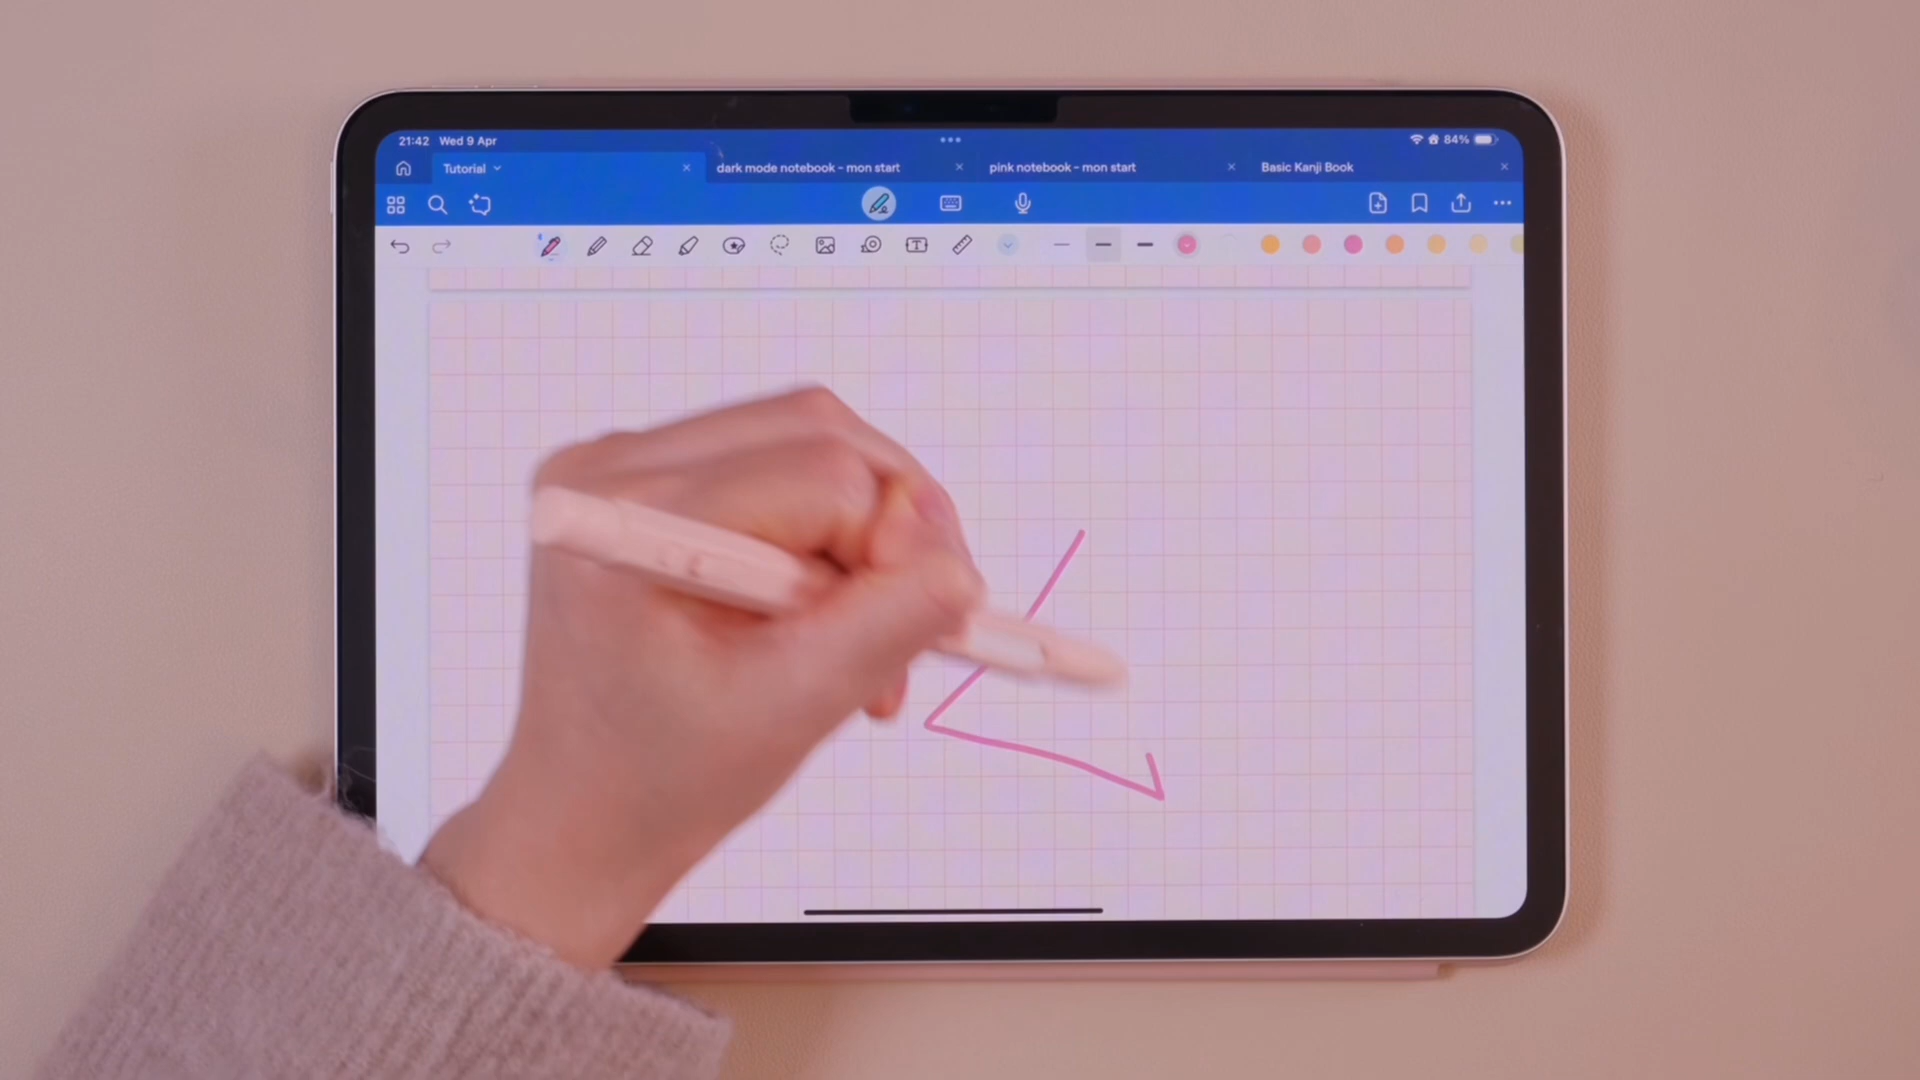 21:42 Wed 9 Apr 84%
Tutorial dark mode notebook - mon start pink notebook - mon start Basic Kanji Book